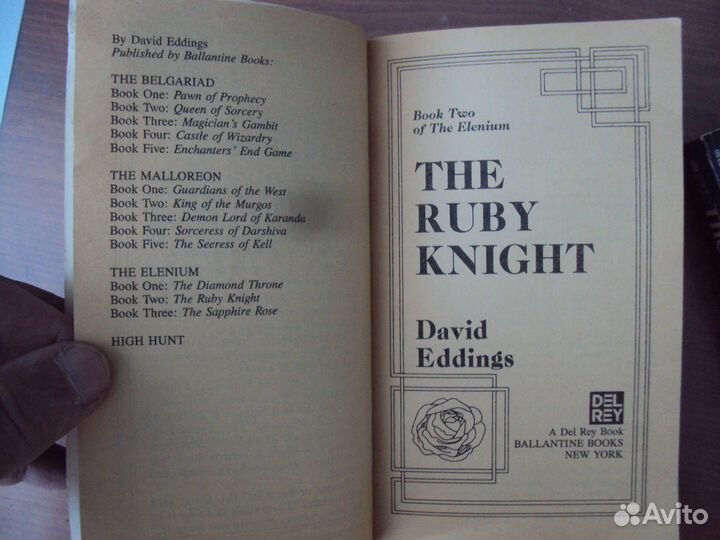 By David Eddings
Published by Ballantine Books:
THE BELGARIAD
Book One: Pawn of Prophecy
Book Two: Queen of Sorcery
Book Three: Magician's Gambit
Book Four: Castle of Wizardry
Book Five: Enchanters' End Game
THE MALLOREON
Book One: Guardians of the West
Book Two: King of the Murgos
Book Three: Demon Lord of Karanda
Book Four: Sorceress of Darshiva
Book Five: The Seeress of Kell
THE ELENIUM
Book One: The Diamond Throne
Book Two: The Ruby Knight
Book Three: The Sapphire Rose
HIGH HUNT
Book Two
of The Elenium
THE
RUBY
KNIGHT
David
Eddings
DEL
REY
A Del Rey Book
BALLANTINE BOOKS
NEW YORK
Avito